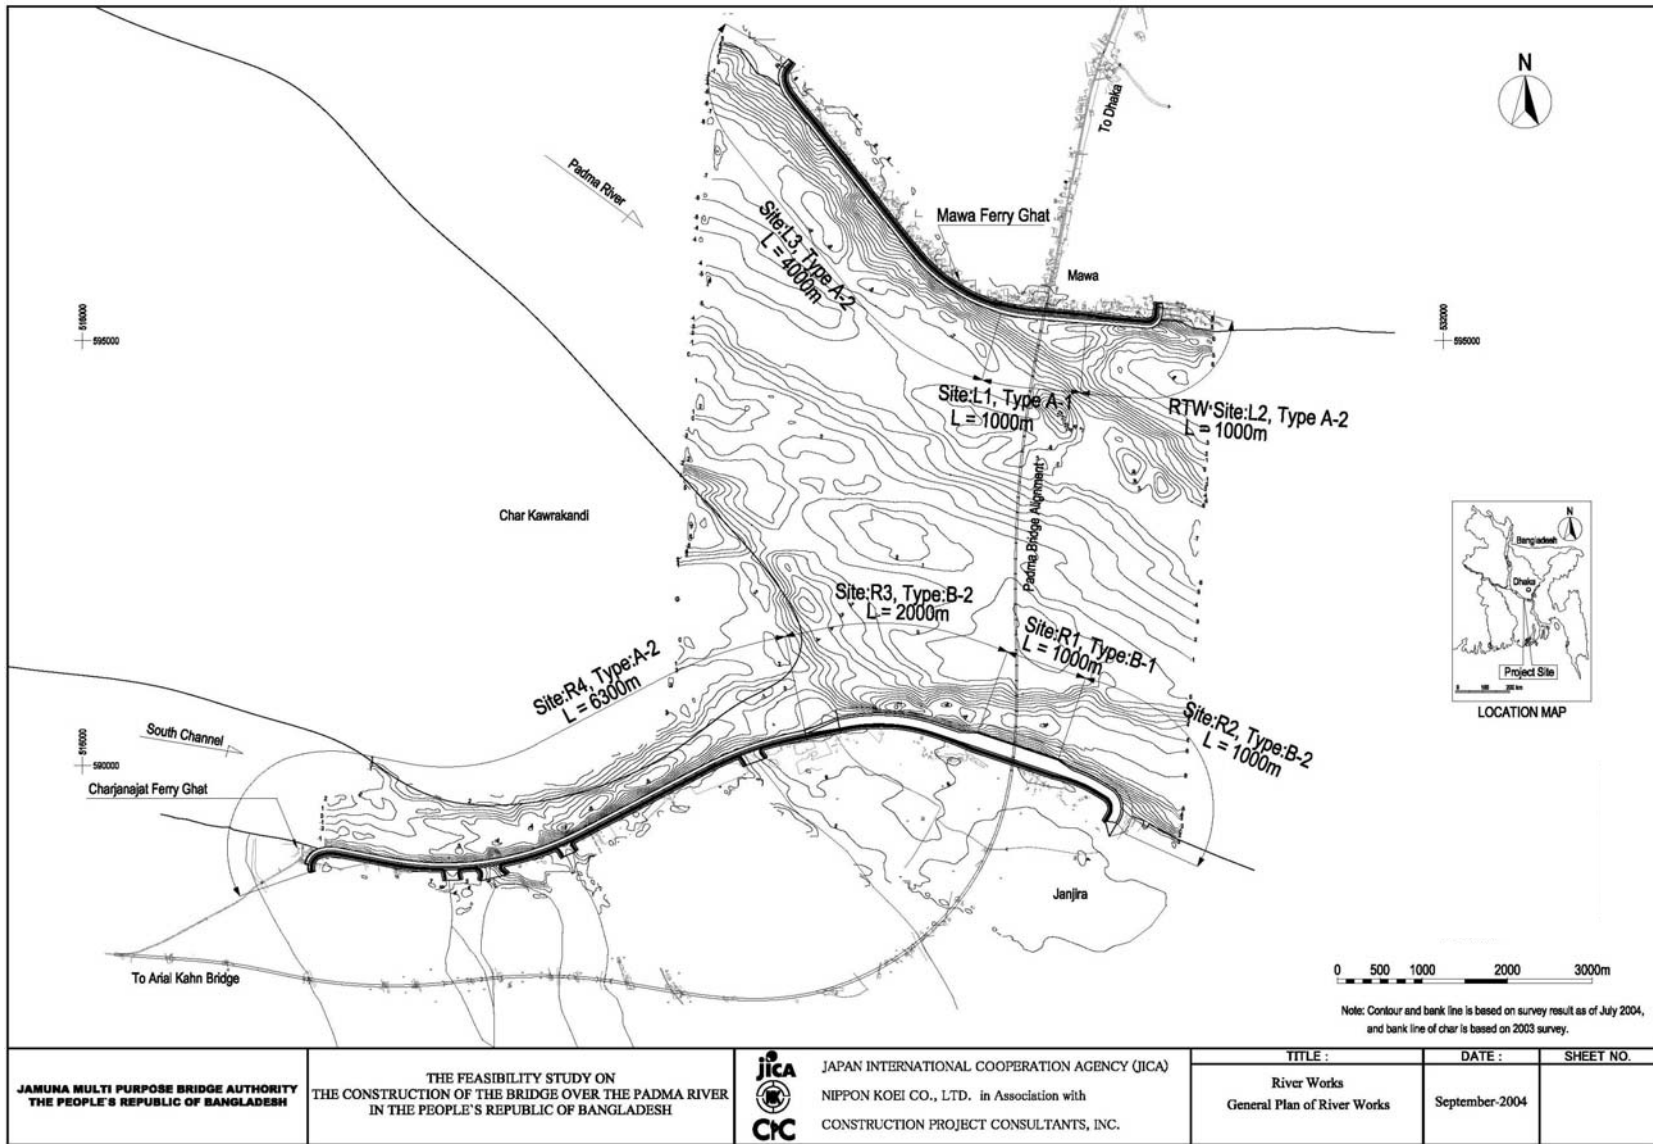 N
To Dhaka
Padma River
Mawa Ferry Ghat
Mawa
Site:L3, Type A-2
L = 4000m
516000
595000
532000
595000
Site:L1, Type A-1
L = 1000m
RTW Site:L2, Type A-2
L = 1000m
Padma Bridge Alignment
Char Kawrakandi
N
Bangladesh
Dhaka
Project Site
0 100 200 km
LOCATION MAP
Site:R3, Type:B-2
L = 2000m
Site:R1, Type:B-1
L = 1000m
Site:R4, Type:A-2
L = 6300m
Site:R2, Type:B-2
L = 1000m
South Channel
516000
590000
Charjanajat Ferry Ghat
Janjira
To Arial Kahn Bridge
0 500 1000 2000 3000m
Note: Contour and bank line is based on survey result as of July 2004,
and bank line of char is based on 2003 survey.
JAMUNA MULTI PURPOSE BRIDGE AUTHORITY
THE PEOPLE`S REPUBLIC OF BANGLADESH
THE FEASIBILITY STUDY ON
THE CONSTRUCTION OF THE BRIDGE OVER THE PADMA RIVER
IN THE PEOPLE`S REPUBLIC OF BANGLADESH
jICA
JAPAN INTERNATIONAL COOPERATION AGENCY (JICA)
NIPPON KOEI CO., LTD. in Association with
CPC
CONSTRUCTION PROJECT CONSULTANTS, INC.
TITLE :
River Works
General Plan of River Works
DATE :
September-2004
SHEET NO.